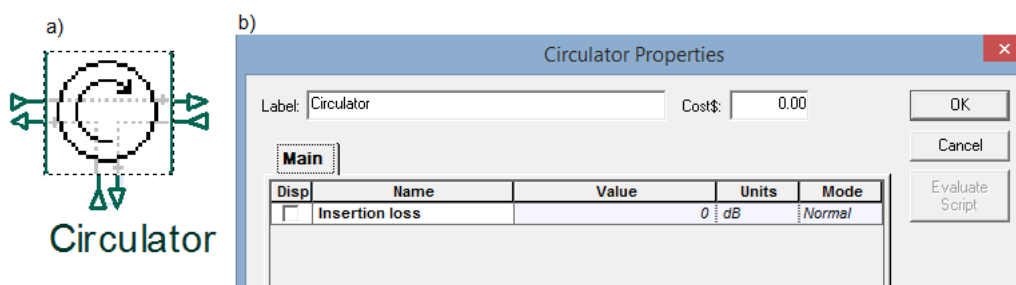 a)
Circulator
b)
Circulator Properties
Label: Circulator Cost$: 0.00 OK
Cancel
Main
Evaluate
Script
Disp Name Value Units Mode
Insertion loss 0 dB Normal